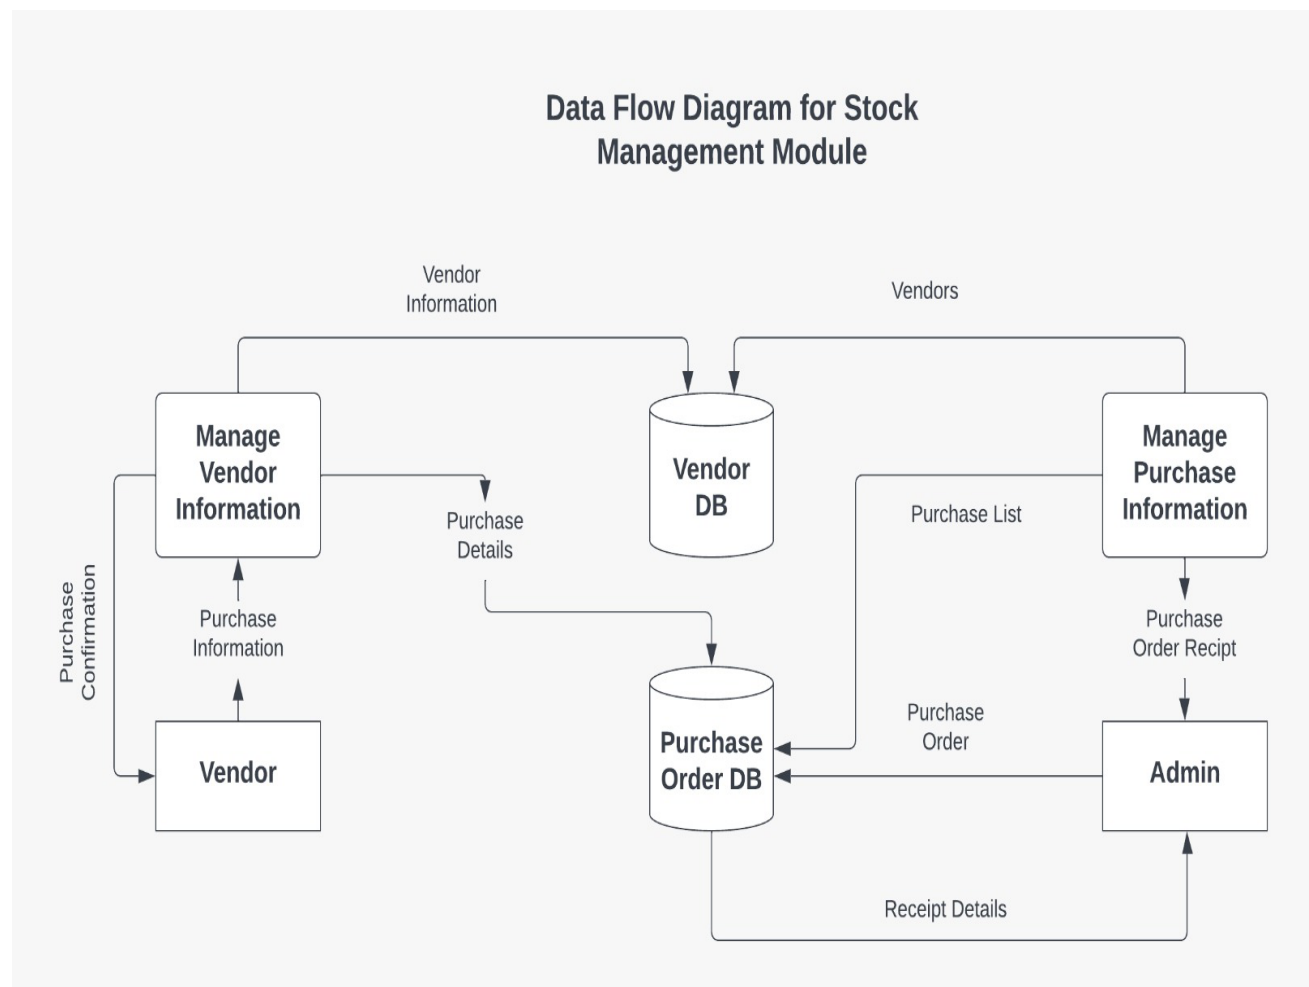 Data Flow Diagram for Stock
Management Module
Vendor
Information
Vendors
Manage
Vendor
Information
Vendor
DB
Manage
Purchase
Information
Purchase
Details
Purchase List
Purchase
Confirmation
Purchase
Information
Purchase
Order Recipt
Purchase
Order
Vendor
Purchase
Order DB
Admin
Receipt Details